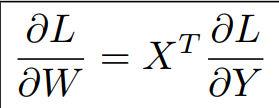 ∂L/∂W = X^T ∂L/∂Y